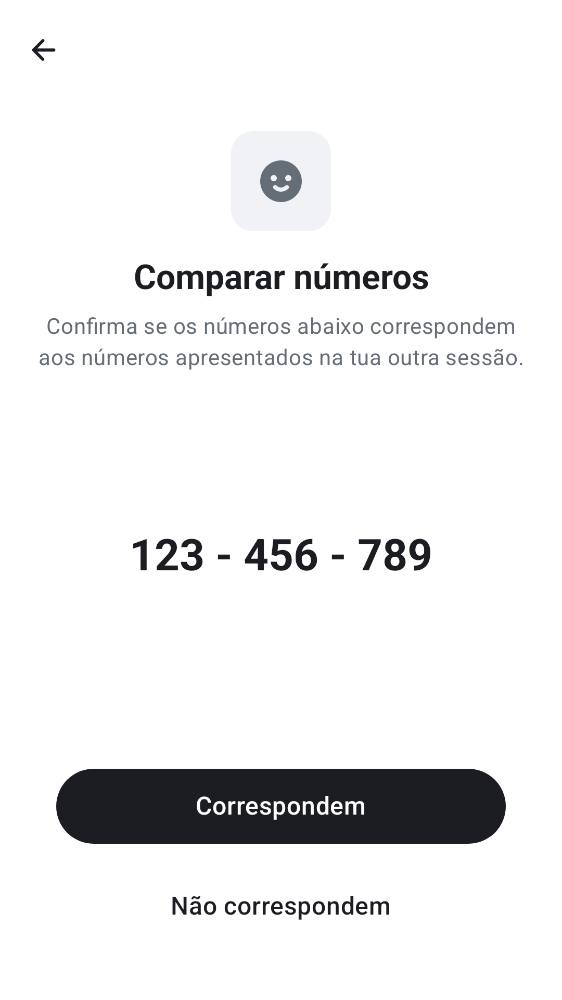 Comparar números
Confirma se os números abaixo correspondem
aos números apresentados na tua outra sessão.
123 - 456 - 789
Correspondem
Não correspondem